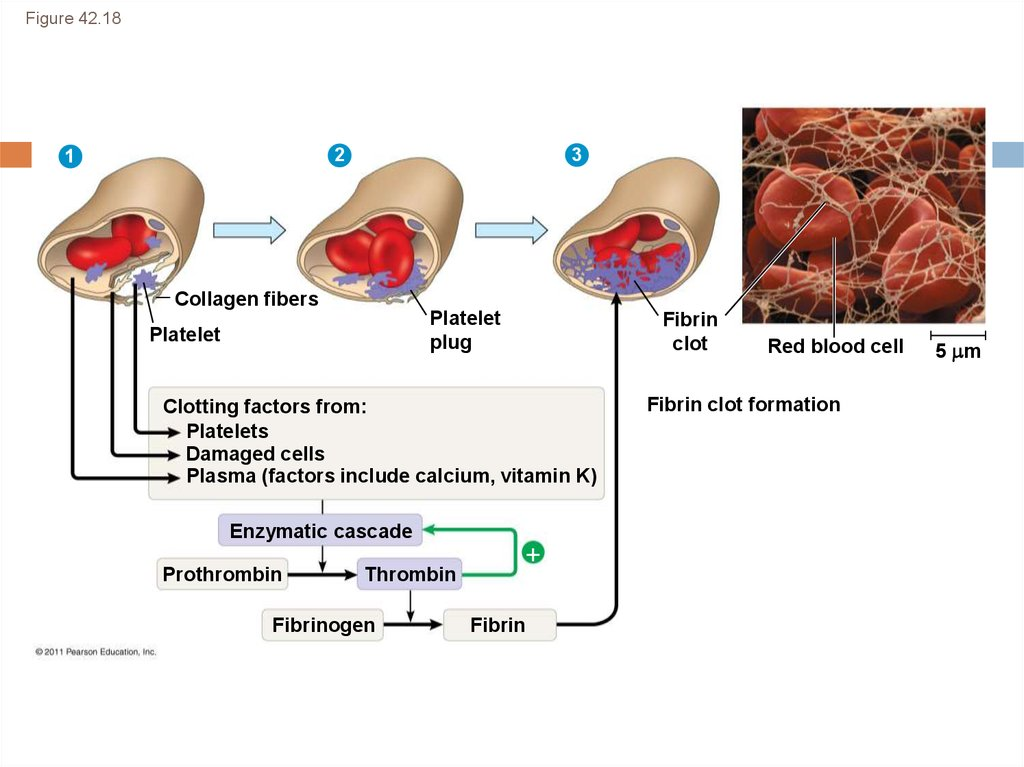 Figure 42.18
1
2
3
Collagen fibers
Platelet
Platelet
plug
Fibrin
clot
Red blood cell
5 μm
Fibrin clot formation
Clotting factors from:
Platelets
Damaged cells
Plasma (factors include calcium, vitamin K)
Enzymatic cascade
+
Prothrombin
Thrombin
Fibrinogen
Fibrin
© 2011 Pearson Education, Inc.